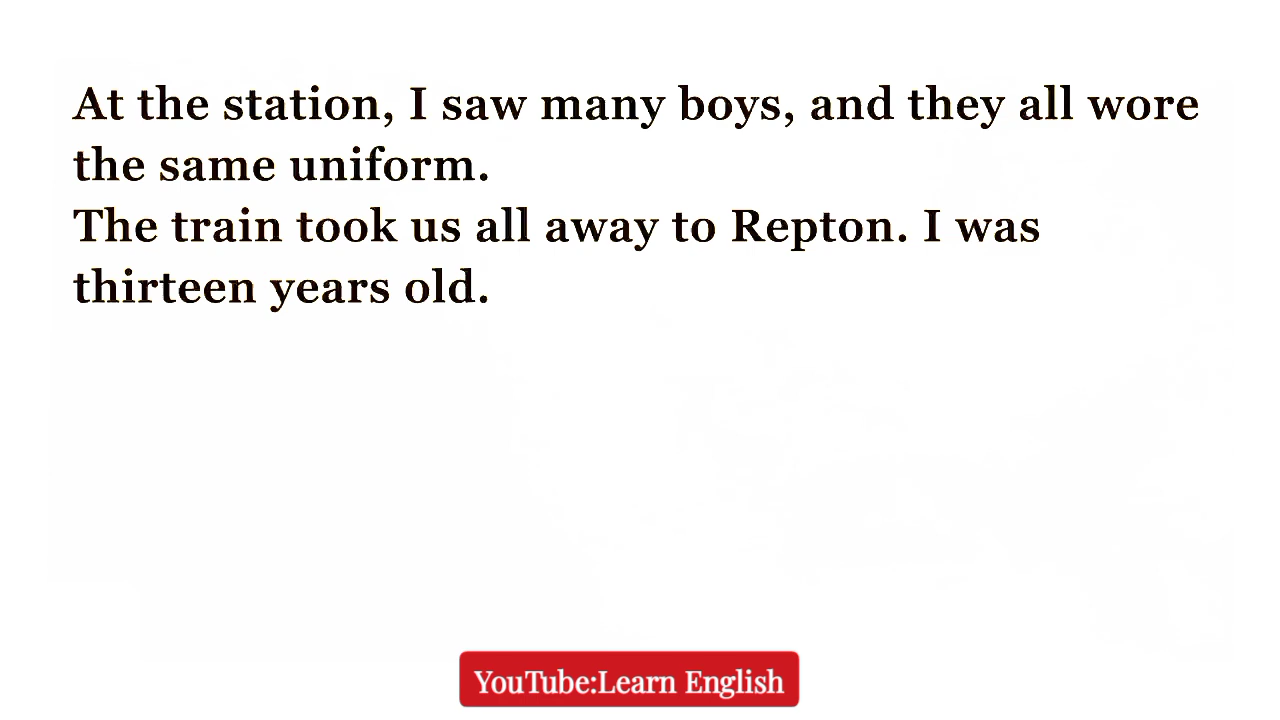 At the station, I saw many boys, and they all wore
the same uniform.
The train took us all away to Repton. I was
thirteen years old.
YouTube:Learn English